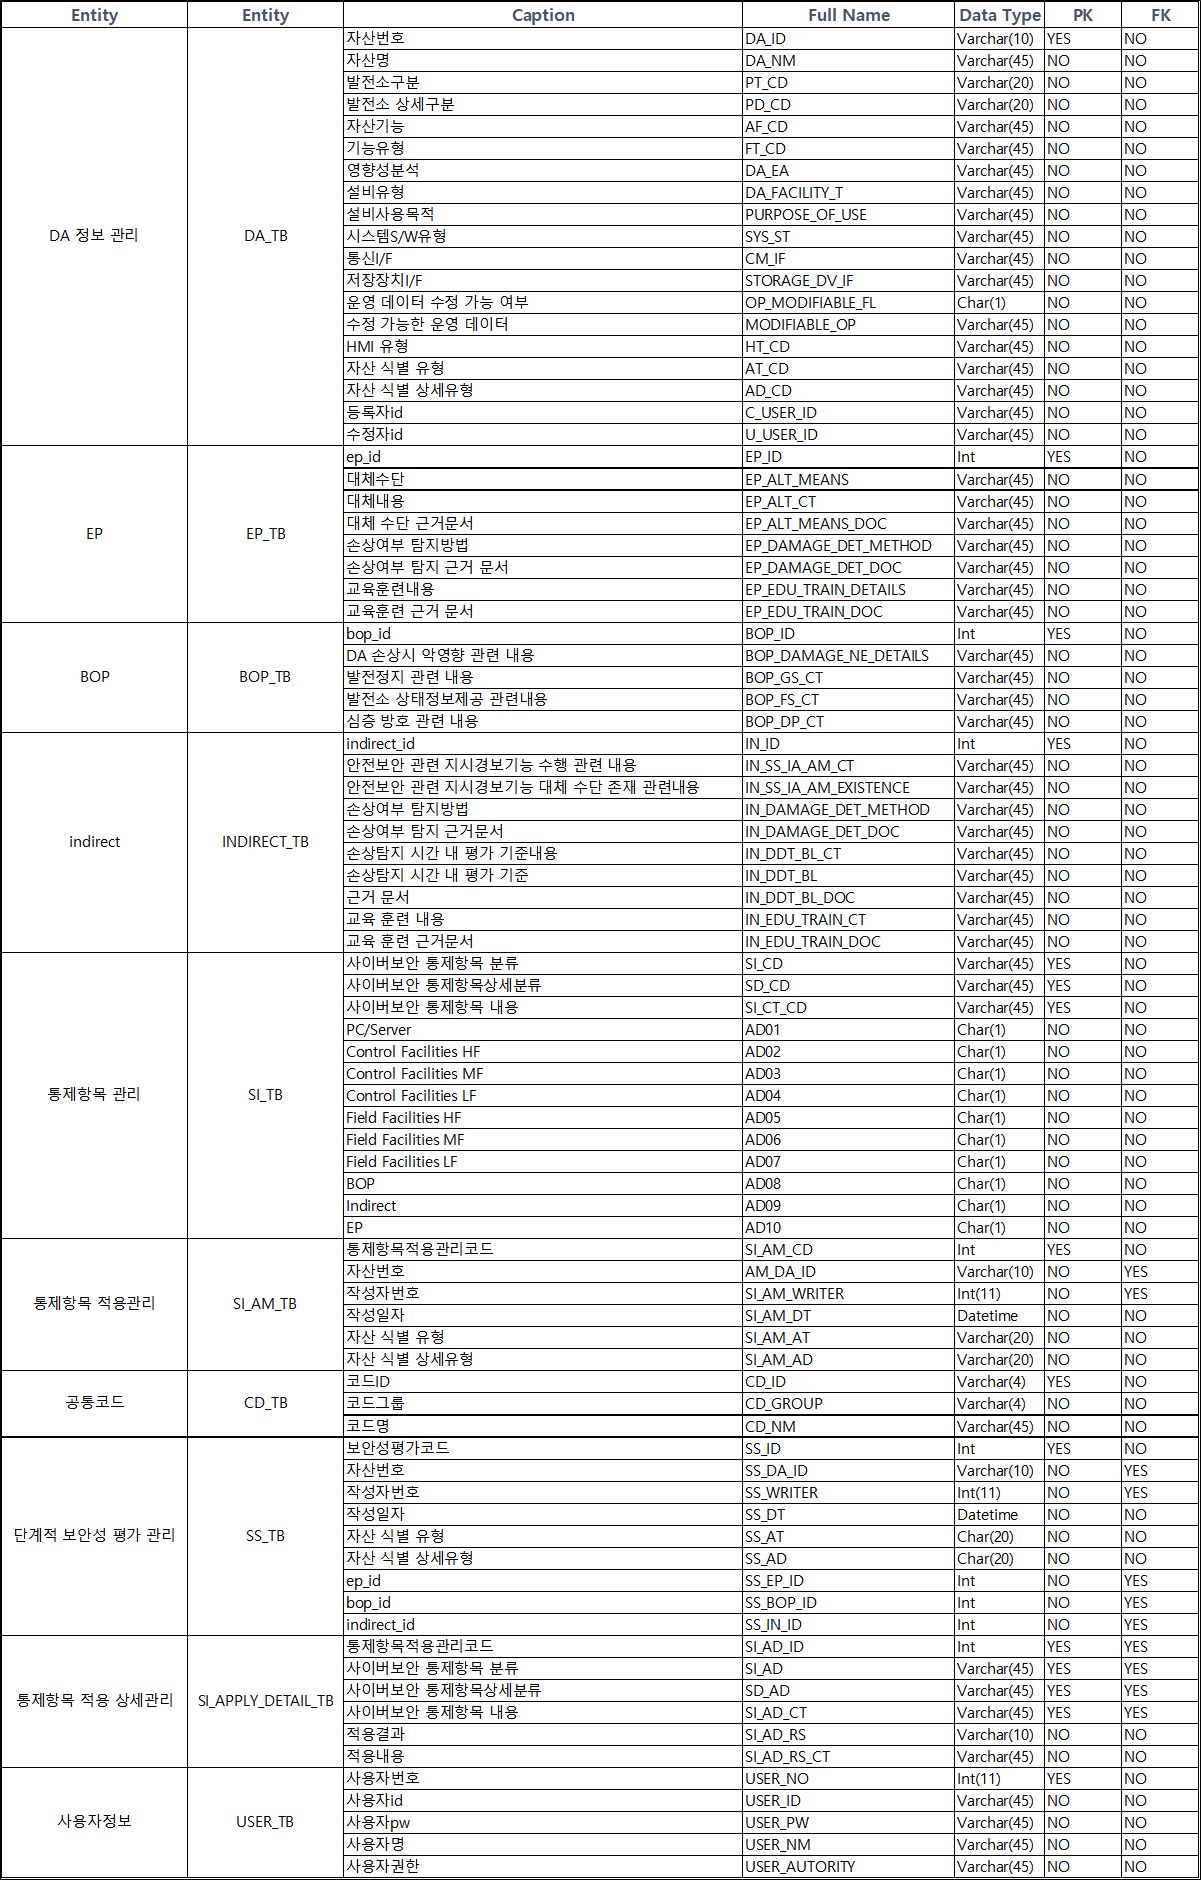 Entity Entity Caption Full Name Data Type PK FK
DA 정보 관리 DA_TB
자산번호 DA_ID Varchar(10) YES NO
자산명 DA_NM Varchar(45) NO NO
발전소구분 PT_CD Varchar(20) NO NO
발전소 상세구분 PD_CD Varchar(20) NO NO
자산기능 AF_CD Varchar(45) NO NO
기능유형 FT_CD Varchar(45) NO NO
영향성분석 DA_EA Varchar(45) NO NO
설비유형 DA_FACILITY_T Varchar(45) NO NO
설비사용목적 PURPOSE_OF_USE Varchar(45) NO NO
시스템S/W유형 SYS_ST Varchar(45) NO NO
통신I/F CM_IF Varchar(45) NO NO
저장장치I/F STORAGE_DV_IF Varchar(45) NO NO
운영 데이터 수정 가능 여부 OP_MODIFIABLE_FL Char(1) NO NO
수정 가능한 운영 데이터 MODIFIABLE_OP Varchar(45) NO NO
HMI 유형 HT_CD Varchar(45) NO NO
자산 식별 유형 AT_CD Varchar(45) NO NO
자산 식별 상세유형 AD_CD Varchar(45) NO NO
등록자id C_USER_ID Varchar(45) NO NO
수정자id U_USER_ID Varchar(45) NO NO
EP EP_TB
ep_id EP_ID Int YES NO
대체수단 EP_ALT_MEANS Varchar(45) NO NO
대체내용 EP_ALT_CT Varchar(45) NO NO
대체 수단 근거문서 EP_ALT_MEANS_DOC Varchar(45) NO NO
손상여부 탐지방법 EP_DAMAGE_DET_METHOD Varchar(45) NO NO
손상여부 탐지 근거 문서 EP_DAMAGE_DET_DOC Varchar(45) NO NO
교육훈련내용 EP_EDU_TRAIN_DETAILS Varchar(45) NO NO
교육훈련 근거 문서 EP_EDU_TRAIN_DOC Varchar(45) NO NO
BOP BOP_TB
bop_id BOP_ID Int YES NO
DA 손상시 악영향 관련 내용 BOP_DAMAGE_NE_DETAILS Varchar(45) NO NO
발전정지 관련 내용 BOP_GS_CT Varchar(45) NO NO
발전소 상태정보제공 관련내용 BOP_FS_CT Varchar(45) NO NO
심층 방호 관련 내용 BOP_DP_CT Varchar(45) NO NO
indirect INDIRECT_TB
indirect_id IN_ID Int YES NO
안전보안 관련 지시경보기능 수행 관련 내용 IN_SS_IA_AM_CT Varchar(45) NO NO
안전보안 관련 지시경보기능 대체 수단 존재 관련내용 IN_SS_IA_AM_EXISTENCE Varchar(45) NO NO
손상여부 탐지방법 IN_DAMAGE_DET_METHOD Varchar(45) NO NO
손상여부 탐지 근거문서 IN_DAMAGE_DET_DOC Varchar(45) NO NO
손상탐지 시간 내 평가 기준내용 IN_DDT_BL_CT Varchar(45) NO NO
손상탐지 시간 내 평가 기준 IN_DDT_BL Varchar(45) NO NO
근거 문서 IN_DDT_BL_DOC Varchar(45) NO NO
교육 훈련 내용 IN_EDU_TRAIN_CT Varchar(45) NO NO
교육 훈련 근거문서 IN_EDU_TRAIN_DOC Varchar(45) NO NO
통제항목 관리 SI_TB
사이버보안 통제항목 분류 SI_CD Varchar(45) YES NO
사이버보안 통제항목상세분류 SD_CD Varchar(45) YES NO
사이버보안 통제항목 내용 SI_CT_CD Varchar(45) YES NO
PC/Server AD01 Char(1) NO NO
Control Facilities HF AD02 Char(1) NO NO
Control Facilities MF AD03 Char(1) NO NO
Control Facilities LF AD04 Char(1) NO NO
Field Facilities HF AD05 Char(1) NO NO
Field Facilities MF AD06 Char(1) NO NO
Field Facilities LF AD07 Char(1) NO NO
BOP AD08 Char(1) NO NO
Indirect AD09 Char(1) NO NO
EP AD10 Char(1) NO NO
통제항목 적용관리 SI_AM_TB
통제항목적용관리코드 SI_AM_CD Int YES NO
자산번호 AM_DA_ID Varchar(10) NO YES
작성자번호 SI_AM_WRITER Int(11) NO YES
작성일자 SI_AM_DT Datetime NO NO
자산 식별 유형 SI_AM_AT Varchar(20) NO NO
자산 식별 상세유형 SI_AM_AD Varchar(20) NO NO
공통코드 CD_TB
코드ID CD_ID Varchar(4) YES NO
코드그룹 CD_GROUP Varchar(4) NO NO
코드명 CD_NM Varchar(45) NO NO
단계적 보안성 평가 관리 SS_TB
보안성평가코드 SS_ID Int YES NO
자산번호 SS_DA_ID Varchar(10) NO YES
작성자번호 SS_WRITER Int(11) NO YES
작성일자 SS_DT Datetime NO NO
자산 식별 유형 SS_AT Char(20) NO NO
자산 식별 상세유형 SS_AD Char(20) NO NO
ep_id SS_EP_ID Int NO YES
bop_id SS_BOP_ID Int NO YES
indirect_id SS_IN_ID Int NO YES
통제항목 적용 상세관리 SI_APPLY_DETAIL_TB
통제항목적용관리코드 SI_AD_ID Int YES YES
사이버보안 통제항목 분류 SI_AD Varchar(45) YES YES
사이버보안 통제항목상세분류 SD_AD Varchar(45) YES YES
사이버보안 통제항목 내용 SI_AD_CT Varchar(45) YES YES
적용결과 SI_AD_RS Varchar(10) NO NO
적용내용 SI_AD_RS_CT Varchar(45) NO NO
사용자정보 USER_TB
사용자번호 USER_NO Int(11) YES NO
사용자id USER_ID Varchar(45) NO NO
사용자pw USER_PW Varchar(45) NO NO
사용자명 USER_NM Varchar(45) NO NO
사용자권한 USER_AUTORITY Varchar(45) NO NO